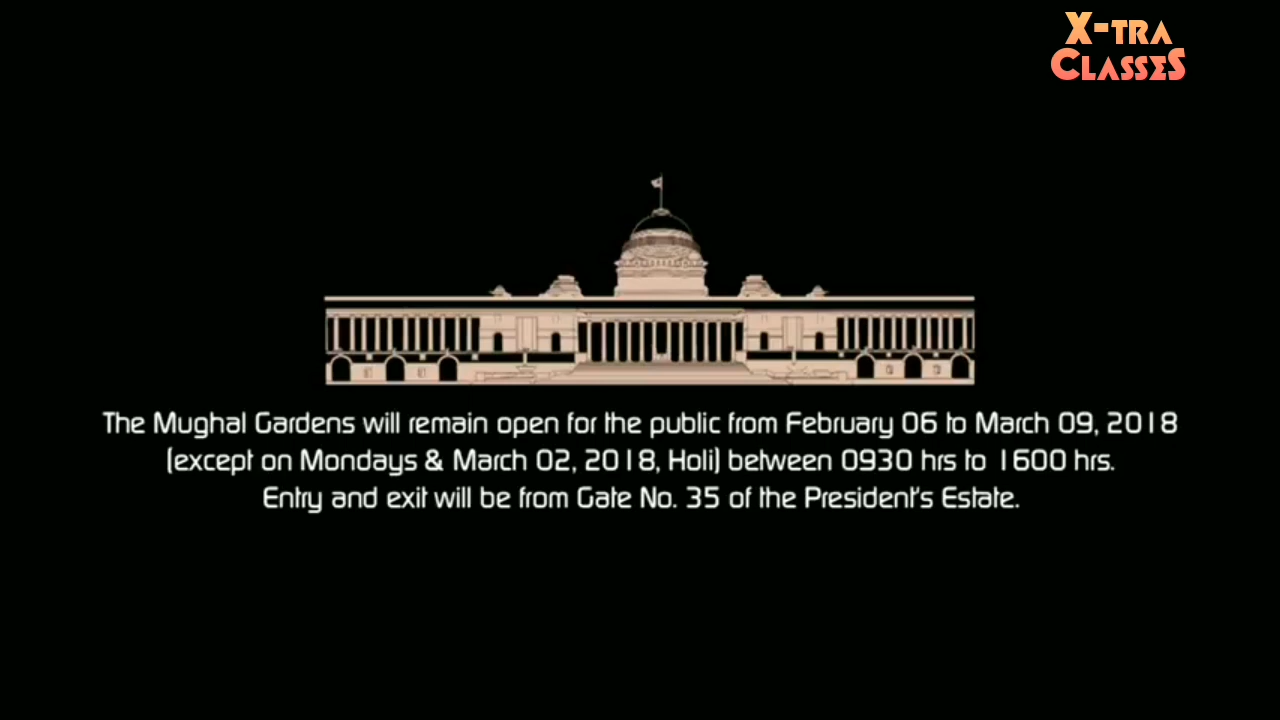 X-TRA
CLASSES
The Mughal Gardens will remain open for the public from February 06 to March 09, 2018
(except on Mondays & March 02, 2018, Holi) between 0930 hrs to 1600 hrs.
Entry and exit will be from Gate No. 35 of the President's Estate.